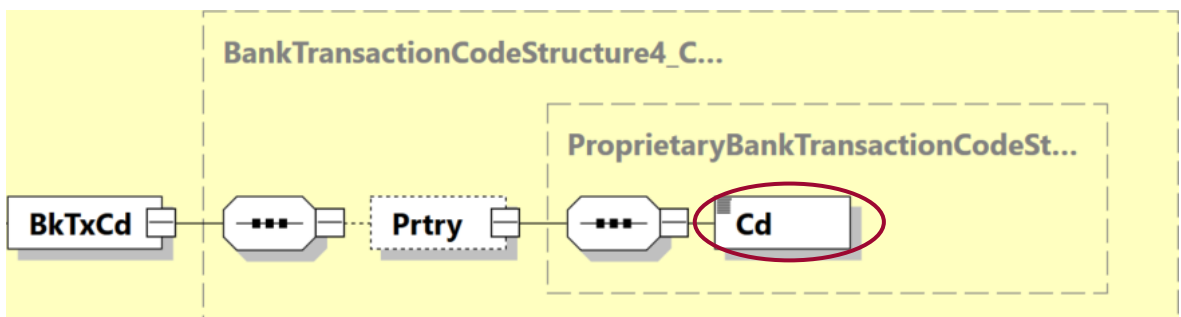 BankTransactionCodeStructure4_C...
ProprietaryBankTransactionCodeSt...
BkTxCd
Prtry
Cd